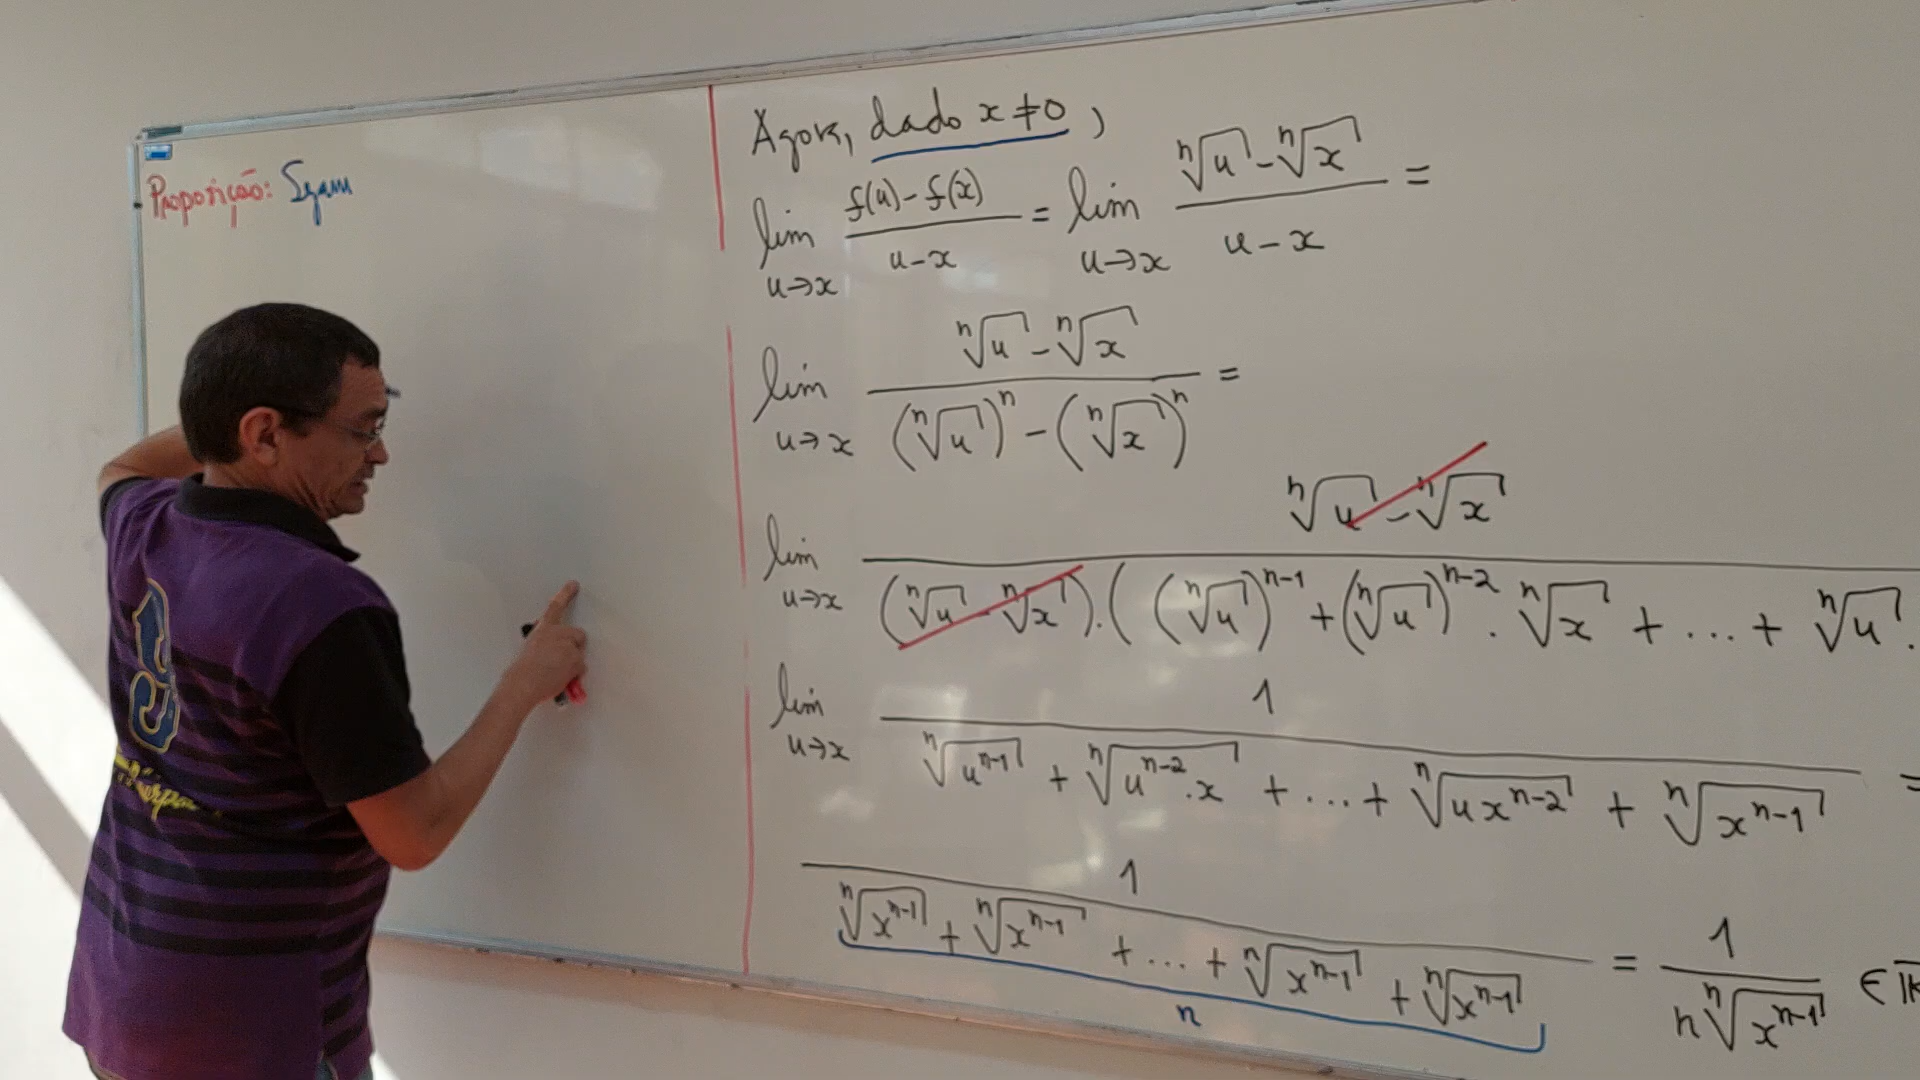 Proposição: Sejam
Agora, dado x ≠ 0,
lim u→x (f(u) - f(x))/(u - x) = lim u→x (ⁿ√u - ⁿ√x)/(u - x) =
lim u→x (ⁿ√u - ⁿ√x)/((ⁿ√u)ⁿ - (ⁿ√x)ⁿ) =
lim u→x (ⁿ√u - ⁿ√x)/((ⁿ√u - ⁿ√x).((ⁿ√u)ⁿ⁻¹ + (ⁿ√u)ⁿ⁻² . ⁿ√x + ... + ⁿ√u .
lim u→x 1/(ⁿ√uⁿ⁻¹ + ⁿ√uⁿ⁻².x + ... + ⁿ√uxⁿ⁻² + ⁿ√xⁿ⁻¹) =
1/(ⁿ√xⁿ⁻¹ + ⁿ√xⁿ⁻¹ + ... + ⁿ√xⁿ⁻¹ + ⁿ√xⁿ⁻¹) = 1/(n ⁿ√xⁿ⁻¹) ∈ ℝ
n